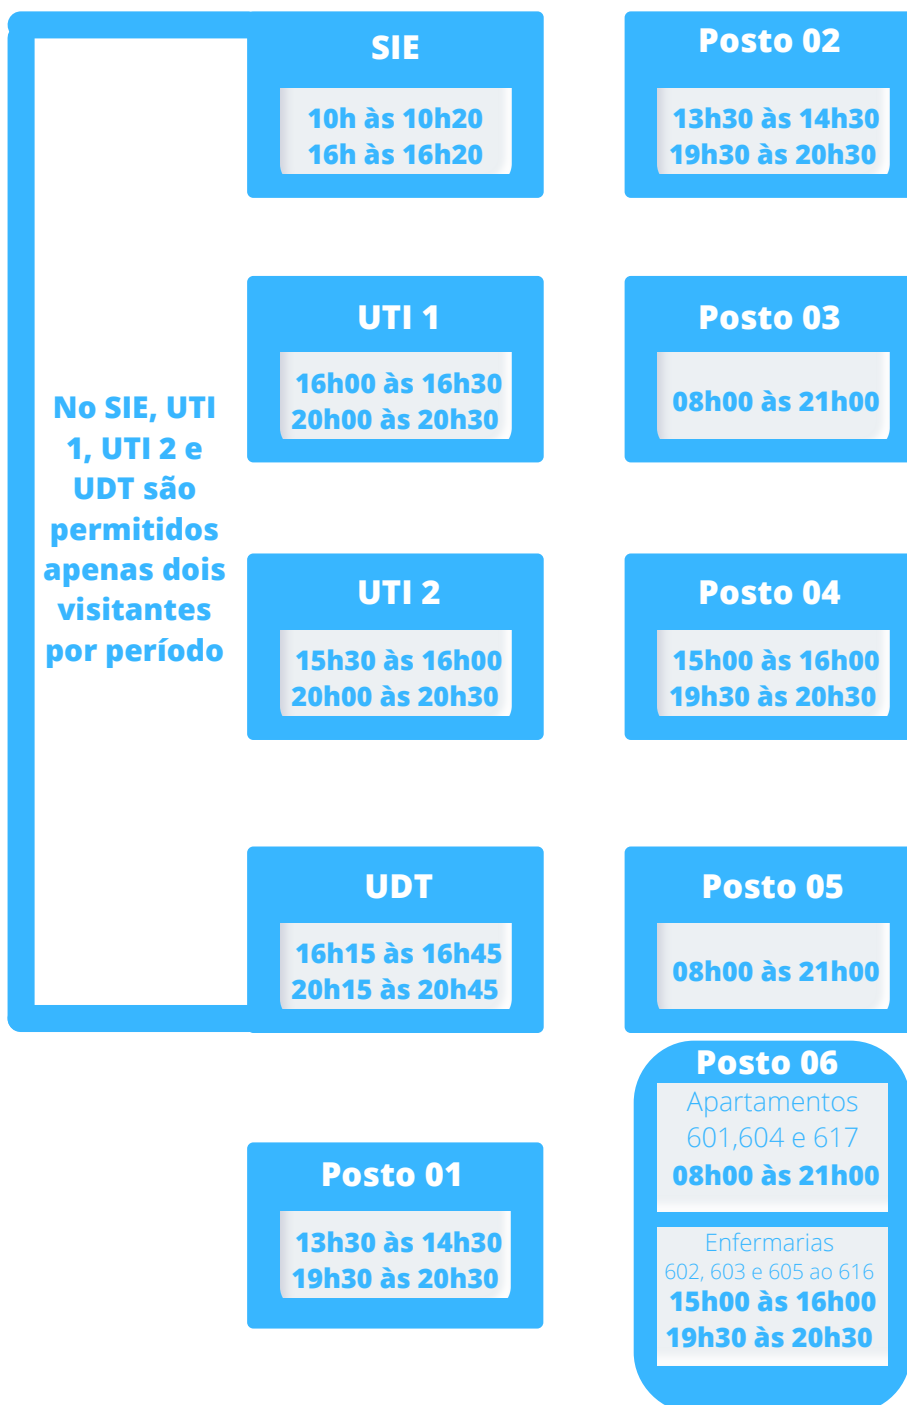 No SIE, UTI
1, UTI 2 e
UDT são
permitidos
apenas dois
visitantes
por período
SIE
10h às 10h20
16h às 16h20
UTI 1
16h00 às 16h30
20h00 às 20h30
UTI 2
15h30 às 16h00
20h00 às 20h30
UDT
16h15 às 16h45
20h15 às 20h45
Posto 01
13h30 às 14h30
19h30 às 20h30
Posto 02
13h30 às 14h30
19h30 às 20h30
Posto 03
08h00 às 21h00
Posto 04
15h00 às 16h00
19h30 às 20h30
Posto 05
08h00 às 21h00
Posto 06
Apartamentos
601,604 e 617
08h00 às 21h00
Enfermarias
602, 603 e 605 ao 616
15h00 às 16h00
19h30 às 20h30